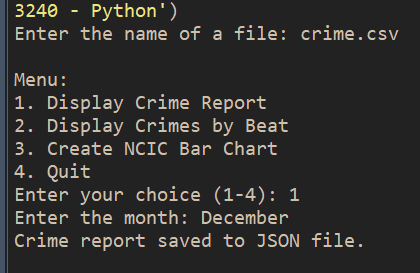 3240 - Python')
Enter the name of a file: crime.csv
Menu:
1. Display Crime Report
2. Display Crimes by Beat
3. Create NCIC Bar Chart
4. Quit
Enter your choice (1-4): 1
Enter the month: December
Crime report saved to JSON file.